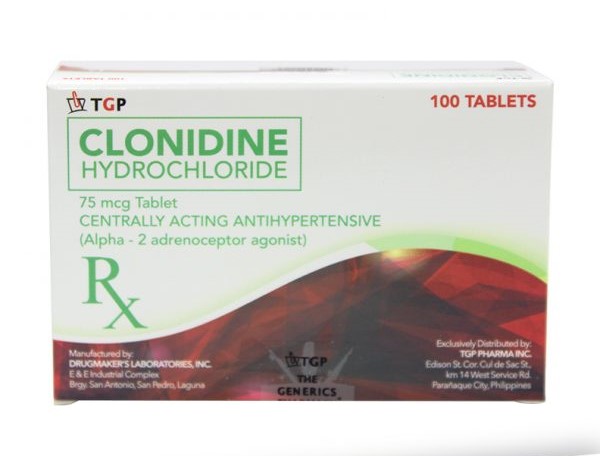 TGP
100 TABLETS
CLONIDINE
HYDROCHLORIDE
75 mcg Tablet
CENTRALLY ACTING ANTIHYPERTENSIVE
(Alpha - 2 adrenoceptor agonist)
Rx
Manufactured by:
DRUGMAKER'S LABORATORIES, INC.
E & E Industrial Complex
Brgy. San Antonio, San Pedro, Laguna
TGP
THE
GENERICS
Exclusively Distributed by:
TGP PHARMA INC.
Edison St. Cor. Cul de Sac St.,
km 14 West Service Rd.
Parañaque City, Philippines